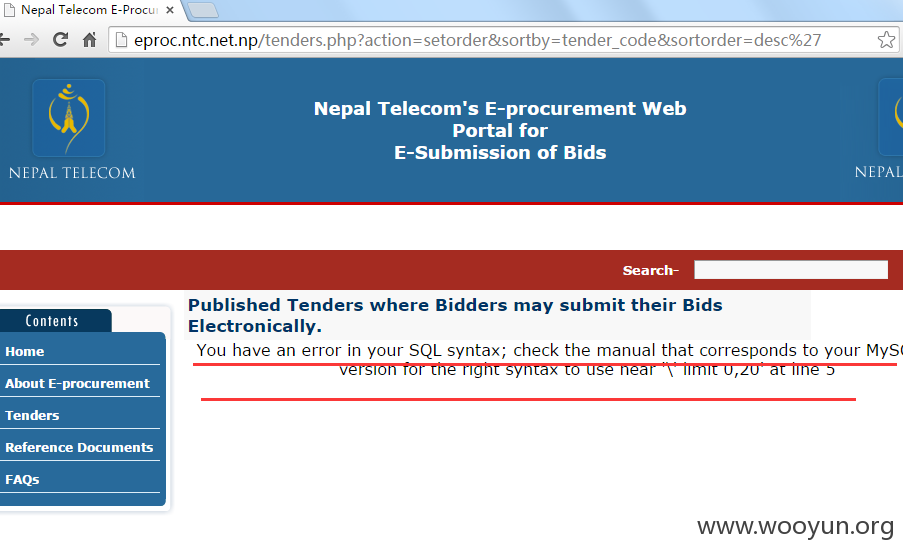 Nepal Telecom E-Procur
eproc.ntc.net.np/tenders.php?action=setorder&sortby=tender_code&sortorder=desc%27
Nepal Telecom's E-procurement Web
Portal for
E-Submission of Bids
NEPAL TELECOM
NEPAL
Search-
Contents
Home
About E-procurement
Tenders
Reference Documents
FAQs
Published Tenders where Bidders may submit their Bids
Electronically.
You have an error in your SQL syntax; check the manual that corresponds to your MySQ
version for the right syntax to use near '\' limit 0,20' at line 5
www.wooyun.org